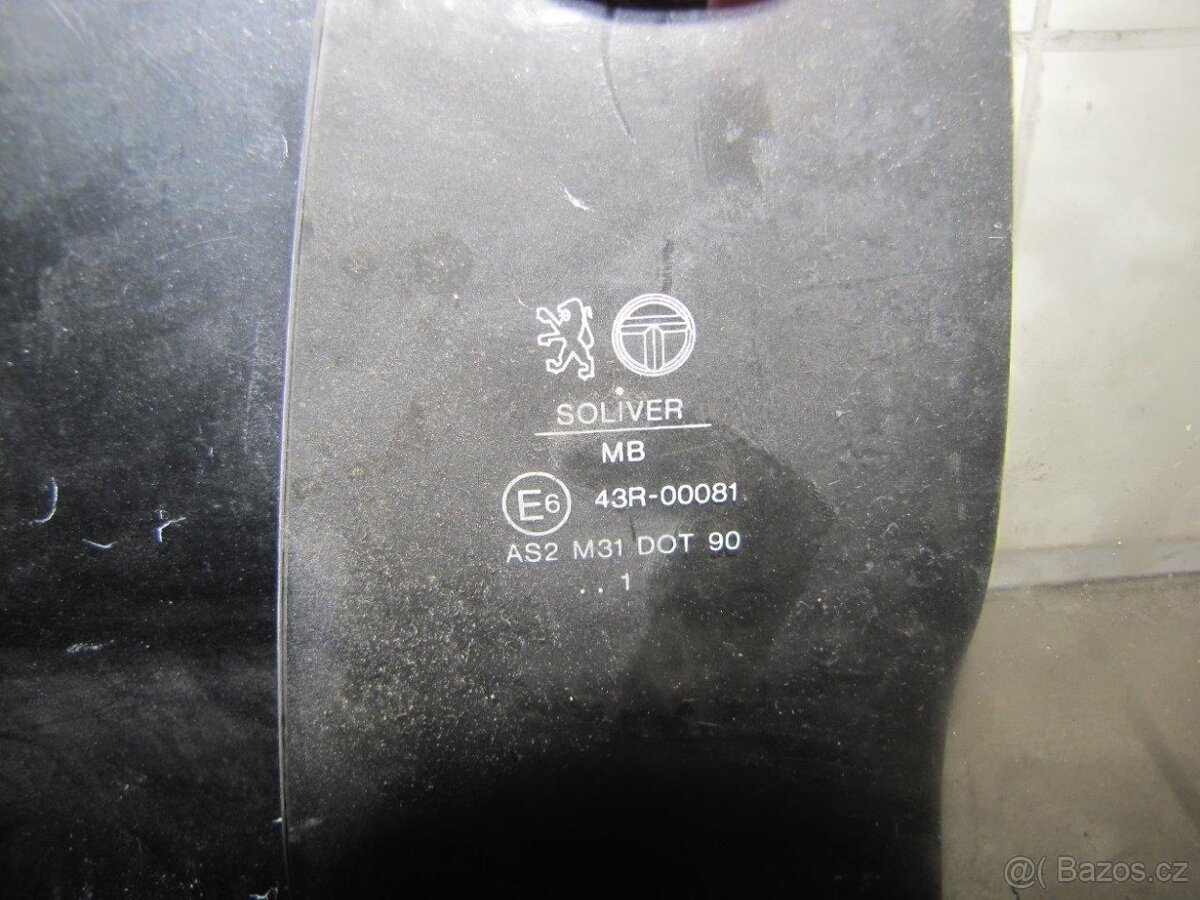 SOLIVER
MB
E6 43R-00081
AS2 M31 DOT 90
.. 1
@( Bazos.cz